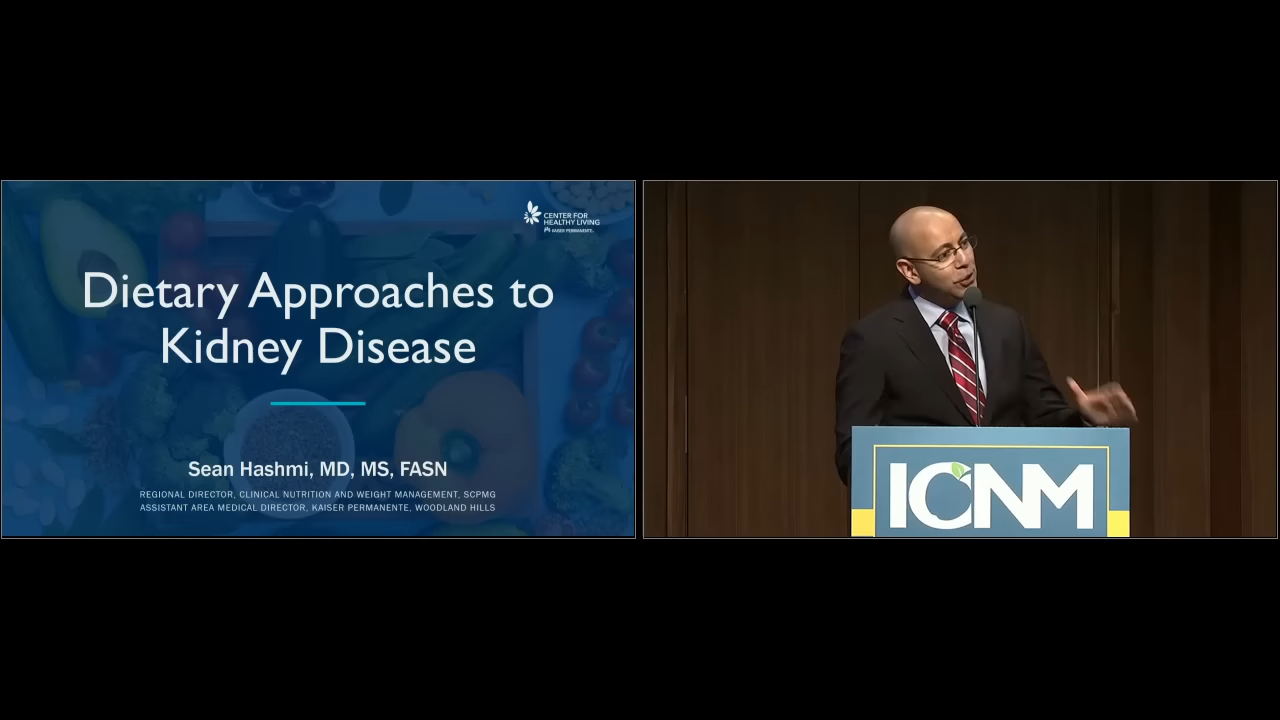 CENTER FOR
HEALTHY LIVING
KAISER PERMANENTE.
Dietary Approaches to
Kidney Disease
Sean Hashmi, MD, MS, FASN
REGIONAL DIRECTOR, CLINICAL NUTRITION AND WEIGHT MANAGEMENT, SCPMG
ASSISTANT AREA MEDICAL DIRECTOR, KAISER PERMANENTE, WOODLAND HILLS
ICNM